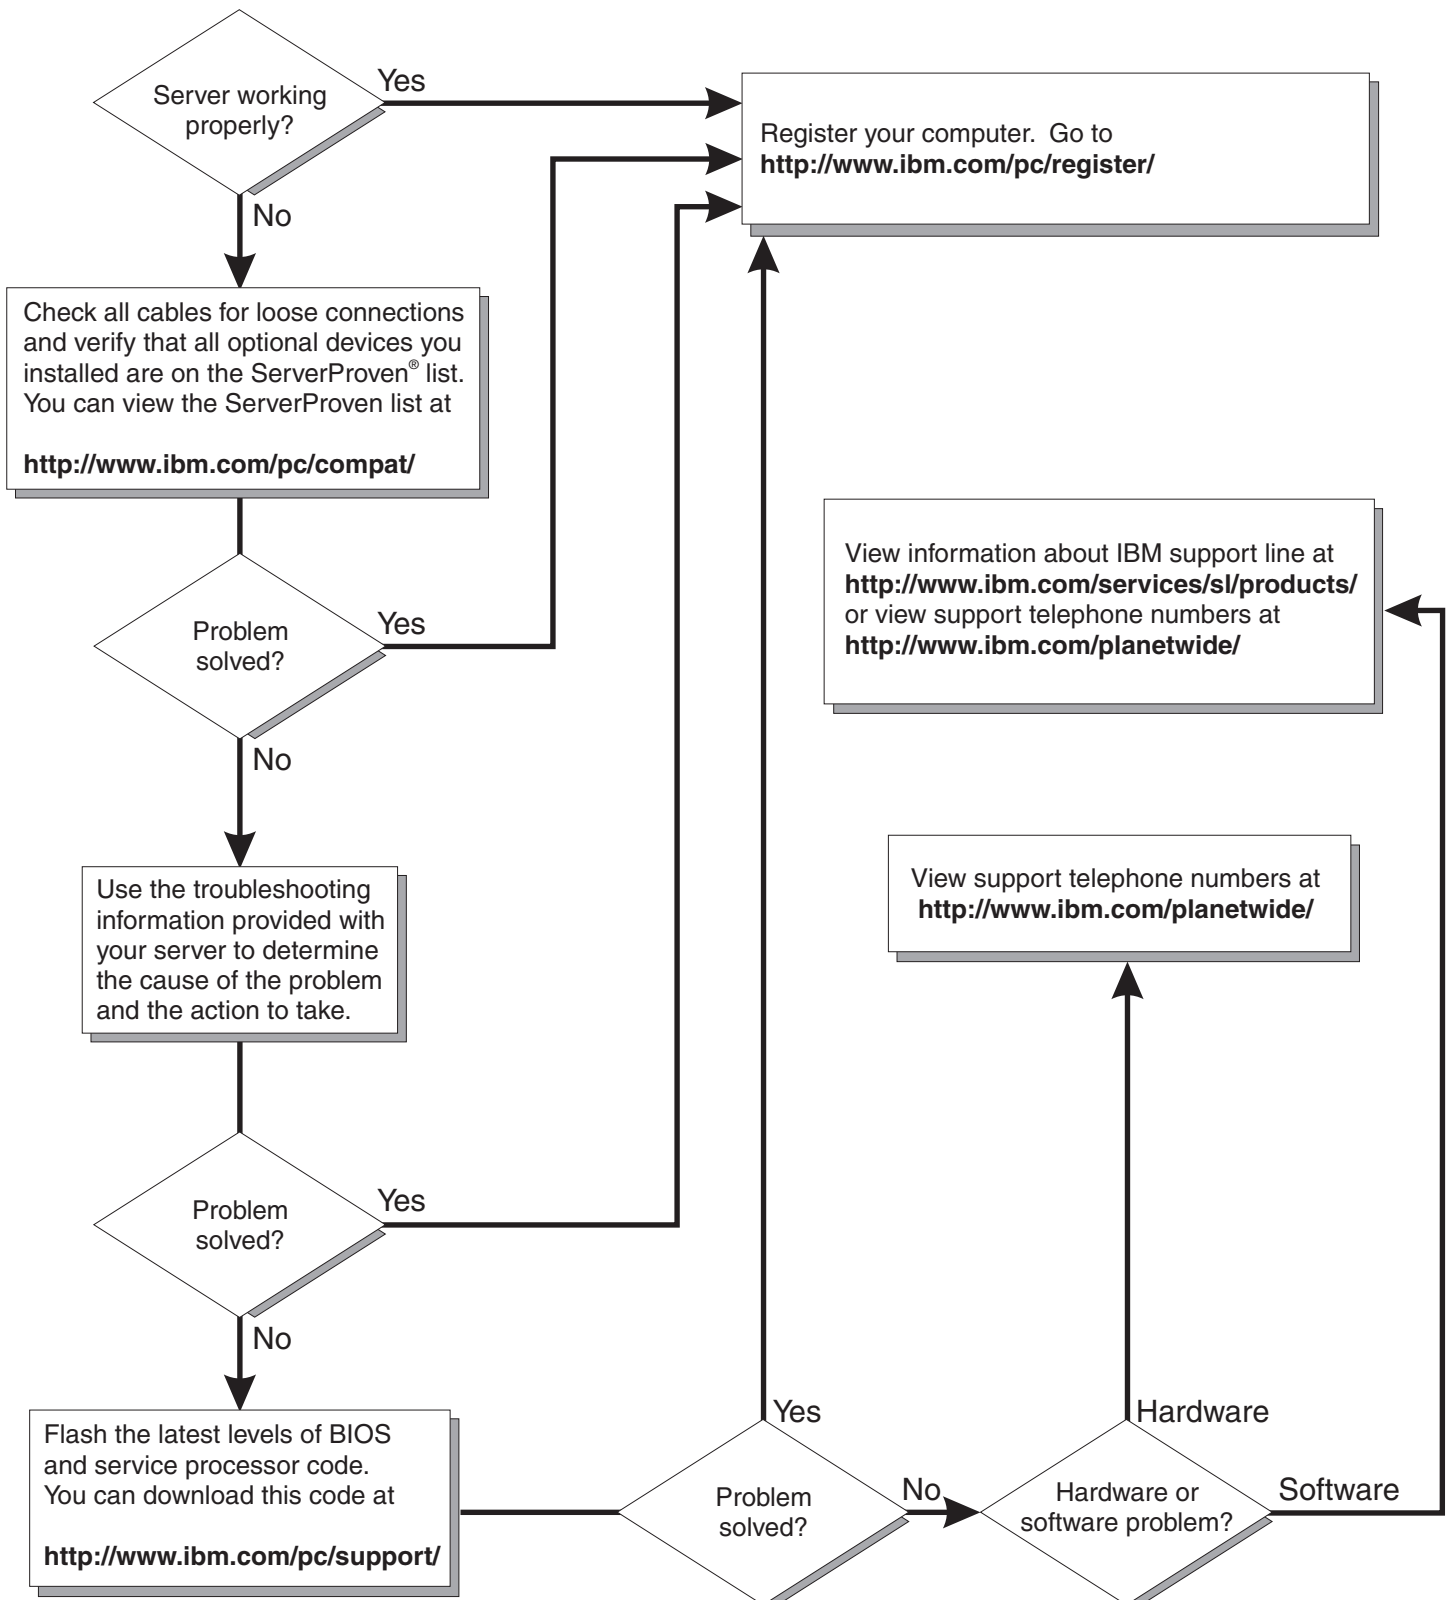 Server working
properly?
Yes
No
Register your computer. Go to
http://www.ibm.com/pc/register/
Check all cables for loose connections
and verify that all optional devices you
installed are on the ServerProven® list.
You can view the ServerProven list at
http://www.ibm.com/pc/compat/
Problem
solved?
Yes
No
View information about IBM support line at
http://www.ibm.com/services/sl/products/
or view support telephone numbers at
http://www.ibm.com/planetwide/
Use the troubleshooting
information provided with
your server to determine
the cause of the problem
and the action to take.
View support telephone numbers at
http://www.ibm.com/planetwide/
Problem
solved?
Yes
No
Flash the latest levels of BIOS
and service processor code.
You can download this code at
http://www.ibm.com/pc/support/
Problem
solved?
Yes
No
Hardware or
software problem?
Hardware
Software